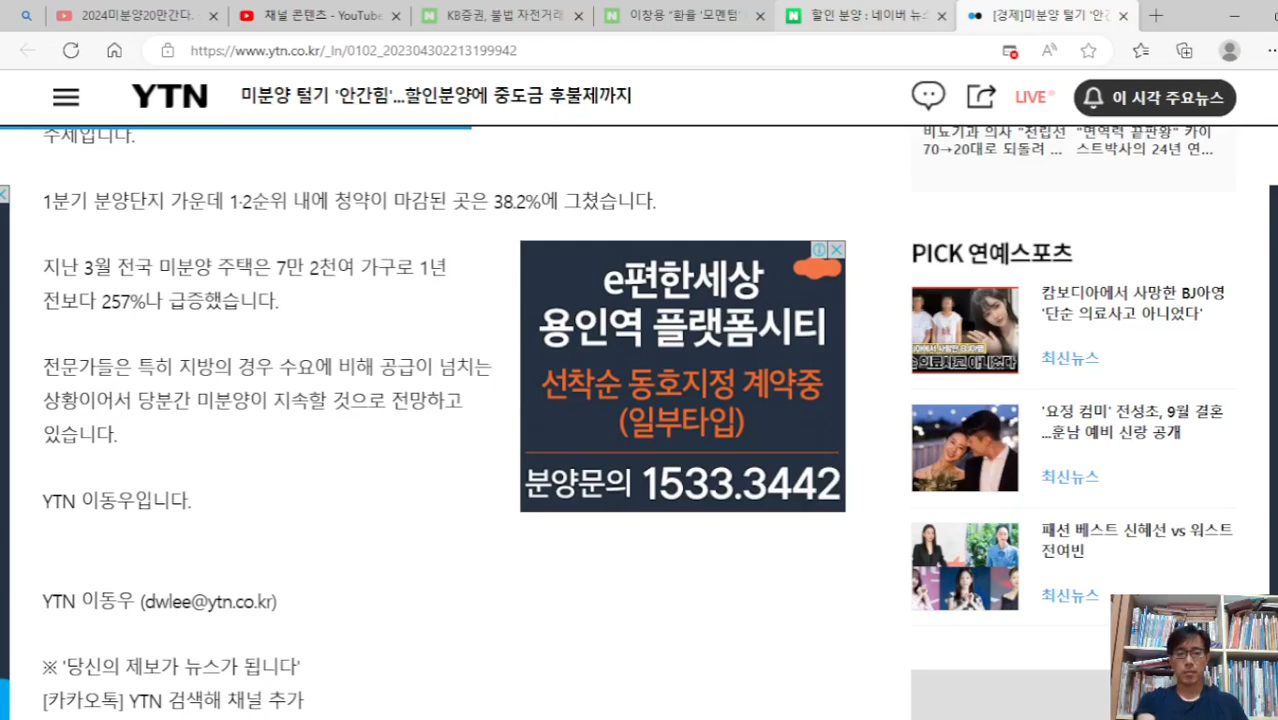 2024미분양20만간다.
채널 콘텐츠 - YouTube
KB증권, 불법 자전거래
이창용 "환율 '모멘텀'
할인 분양 : 네이버 뉴스
[경제]미분양 털기 '안간
https://www.ytn.co.kr/_ln/0102_202304302213199942
YTN
미분양 털기 '안간힘'...할인분양에 중도금 후불제까지
LIVE
이 시각 주요뉴스
추세입니다.
1분기 분양단지 가운데 1·2순위 내에 청약이 마감된 곳은 38.2%에 그쳤습니다.
지난 3월 전국 미분양 주택은 7만 2천여 가구로 1년
전보다 257%나 급증했습니다.
전문가들은 특히 지방의 경우 수요에 비해 공급이 넘치는
상황이어서 당분간 미분양이 지속할 것으로 전망하고
있습니다.
YTN 이동우입니다.
YTN 이동우 (dwlee@ytn.co.kr)
※ '당신의 제보가 뉴스가 됩니다'
[카카오톡] YTN 검색해 채널 추가
e편한세상
용인역 플랫폼시티
선착순 동호지정 계약중
(일부타입)
분양문의 1533.3442
비뇨기과 의사 "전립선
70→20대로 되돌려 ...
"면역력 끝판황" 카이
스트박사의 24년 연...
PICK 연예스포츠
캄보디아에서 사망한 BJ아영
'단순 의료사고 아니었다'
최신뉴스
'요정 컴미' 전성초, 9월 결혼
...훈남 예비 신랑 공개
최신뉴스
패션 베스트 신혜선 vs 워스트
전여빈
최신뉴스